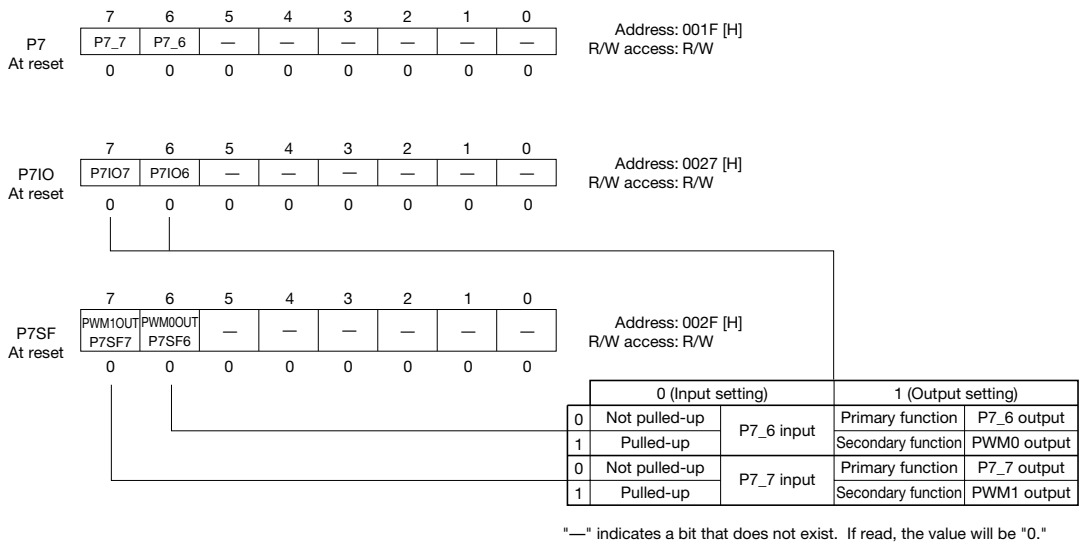 7 6 5 4 3 2 1 0
P7 P7_7 P7_6 — — — — — —
At reset 0 0 0 0 0 0 0 0
Address: 001F [H]
R/W access: R/W
7 6 5 4 3 2 1 0
P7IO P7IO7 P7IO6 — — — — — —
At reset 0 0 0 0 0 0 0 0
Address: 0027 [H]
R/W access: R/W
7 6 5 4 3 2 1 0
PWM1OUT PWM0OUT
P7SF P7SF7 P7SF6 — — — — — —
At reset 0 0 0 0 0 0 0 0
Address: 002F [H]
R/W access: R/W
0 (Input setting) 1 (Output setting)
0 Not pulled-up P7_6 input Primary function P7_6 output
1 Pulled-up Secondary function PWM0 output
0 Not pulled-up P7_7 input Primary function P7_7 output
1 Pulled-up Secondary function PWM1 output
"—" indicates a bit that does not exist. If read, the value will be "0."